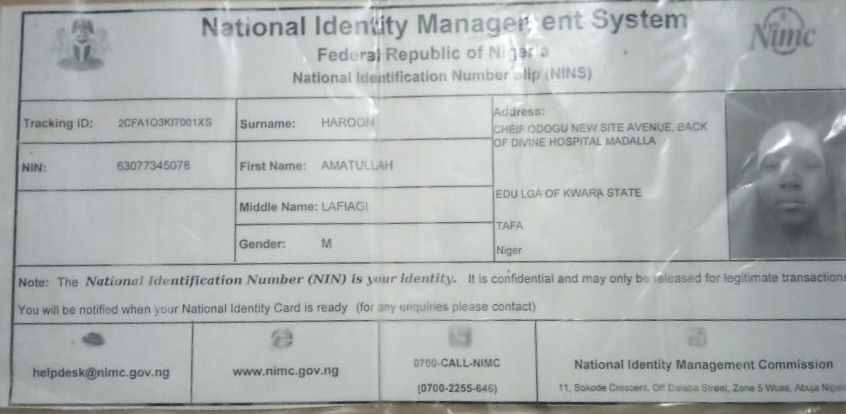 National Identity Management System
Federal Republic of Nigeria
National Identification Number Slip (NINS)
Nimc
Tracking ID: 2CFA1O3KI7001XS
Surname: HAROON
Address:
CHEIF ODOGU NEW SITE AVENUE, BACK
OF DIVINE HOSPITAL MADALLA
NIN: 63077345078
First Name: AMATULLAH
EDU LGA OF KWARA STATE
Middle Name: LAFIAGI
TAFA
Gender: M
Niger
Note: The National Identification Number (NIN) is your identity. It is confidential and may only be released for legitimate transactions
You will be notified when your National Identity Card is ready (for any enquiries please contact)
helpdesk@nimc.gov.ng
www.nimc.gov.ng
0700-CALL-NIMC
(0700-2255-646)
National Identity Management Commission
11, Sokode Crescent, Off Dalaba Street, Zone 5 Wuse, Abuja